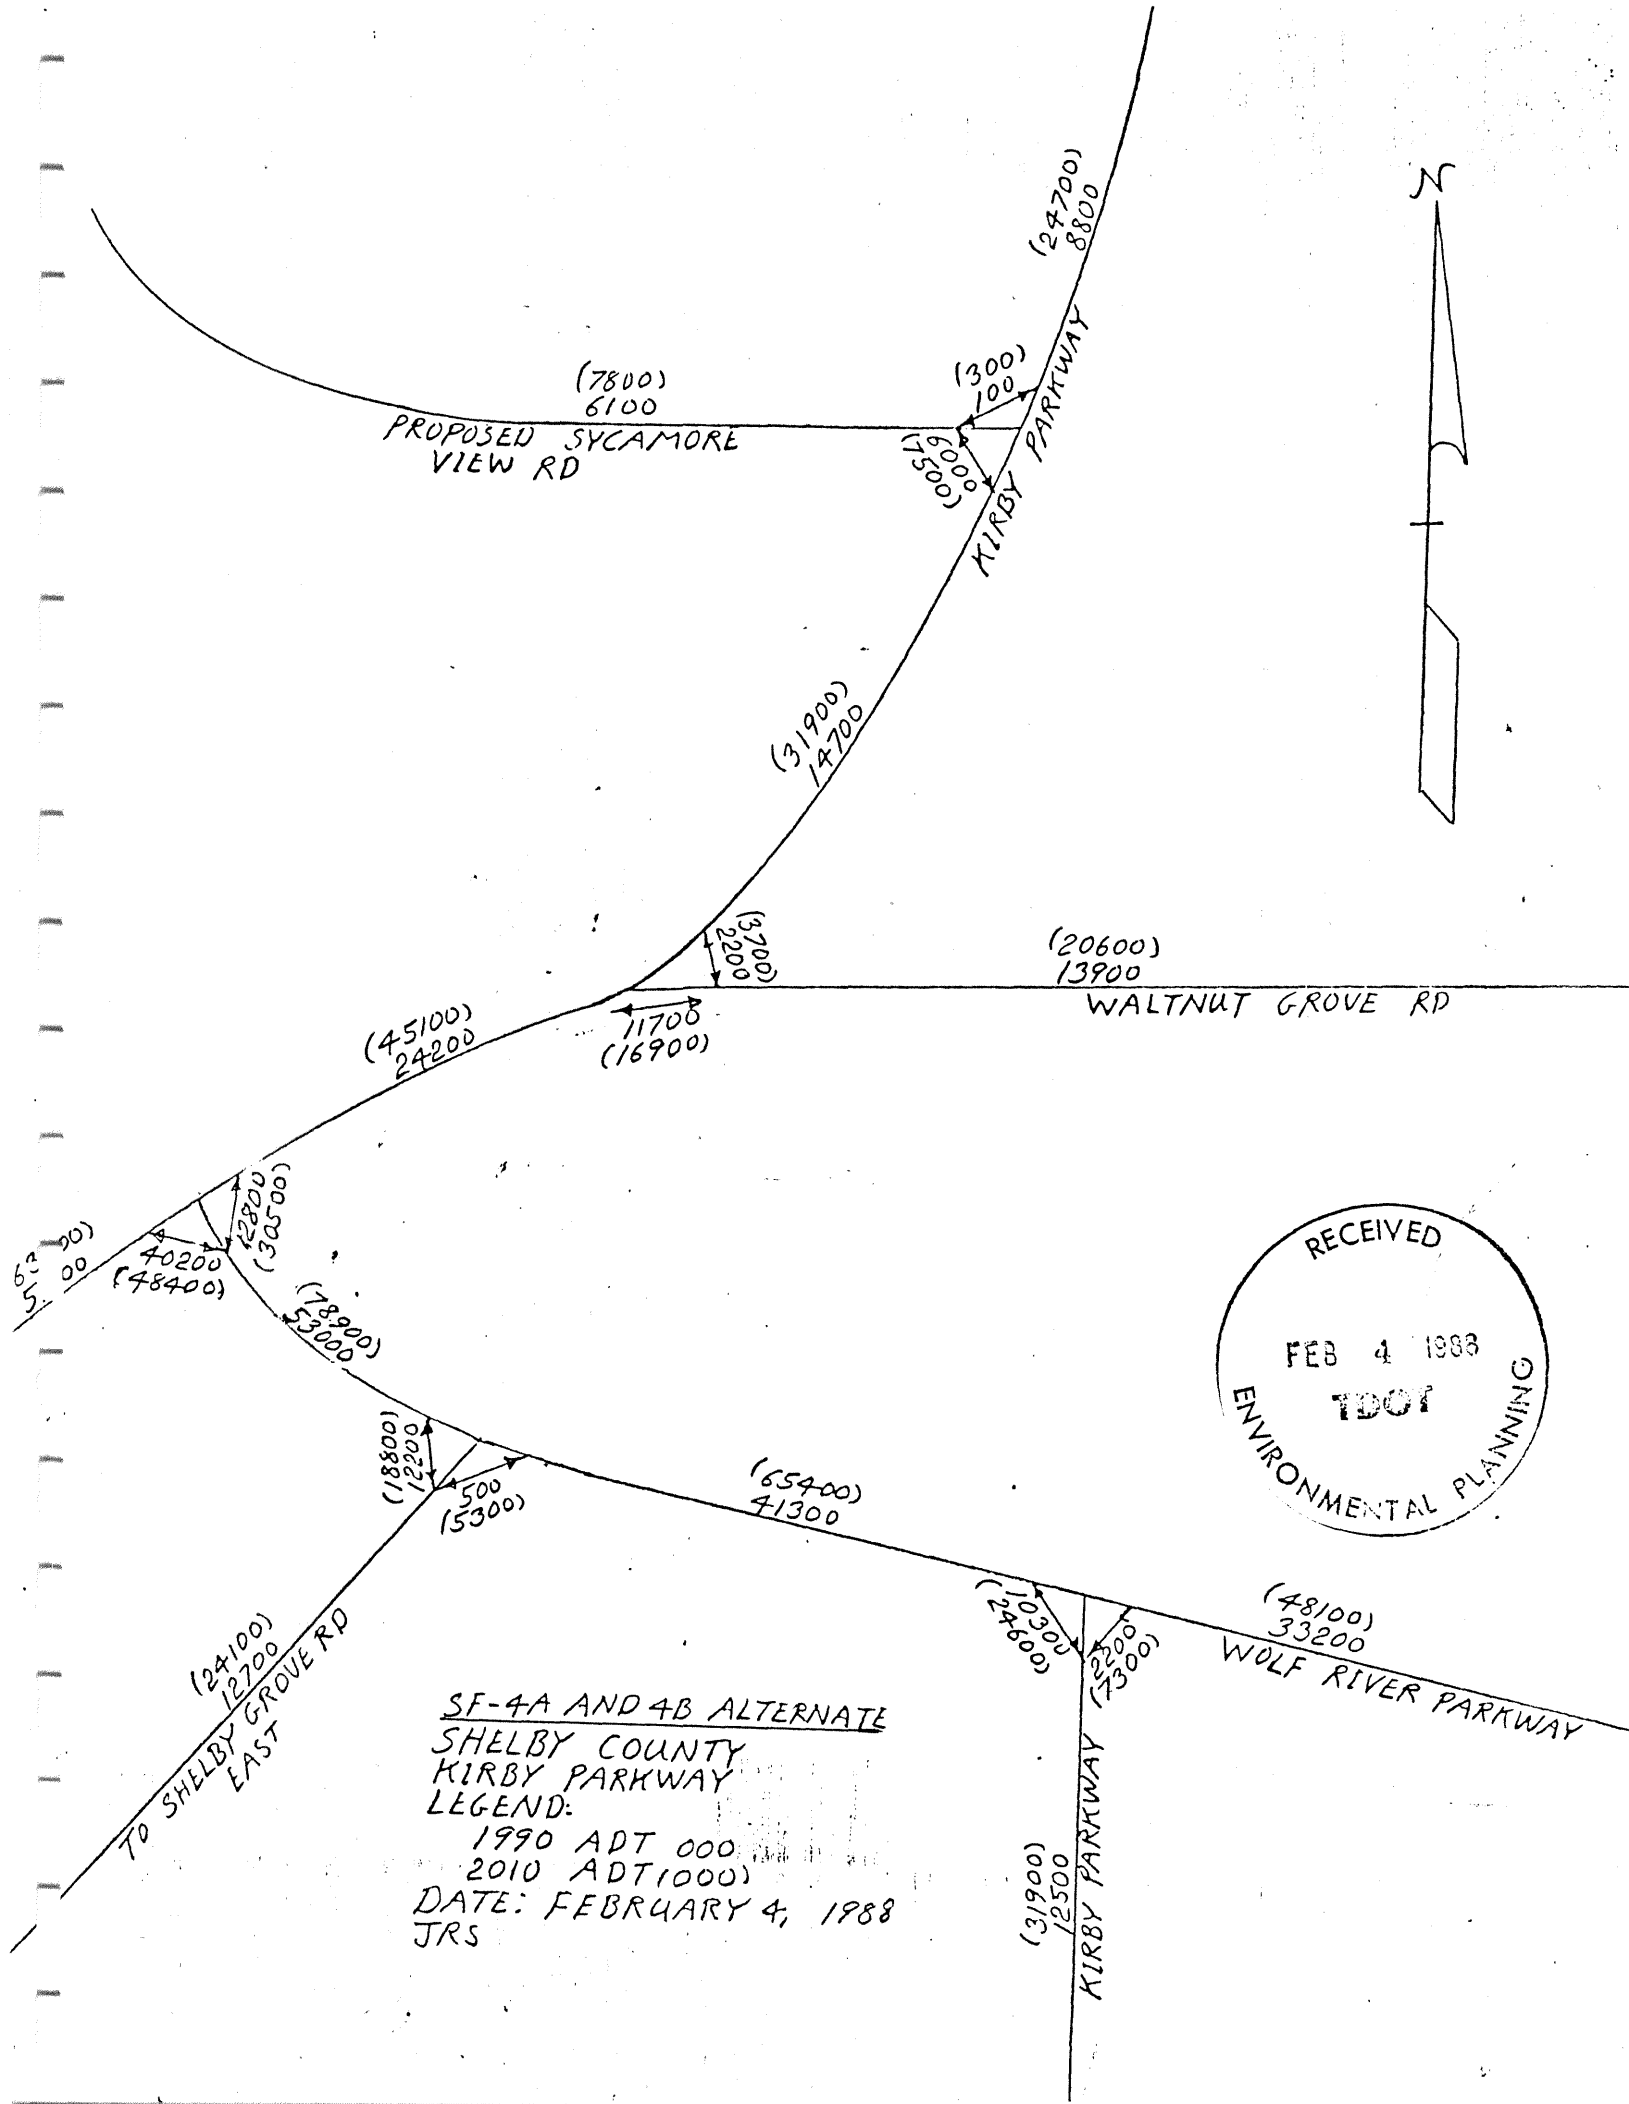 N
(24700)
8800
(300)
100
KIRBY PARKWAY
(7800)
6100
PROPOSED SYCAMORE
VIEW RD
6000
(7500)
(31900)
14700
(3700)
2200
(20600)
13900
WALTNUT GROVE RD
11700
(16900)
(45100)
24200
12800
(30500)
40200
(48400)
(78900)
53000
RECEIVED
FEB 4 1988
TDOT
ENVIRONMENTAL PLANNING
(18800)
12200
500
(5300)
(65400)
41300
10300
(24600)
2200
(7300)
(48100)
33200
WOLF RIVER PARKWAY
(24100)
12700
TO SHELBY GROVE RD
EAST
(31900)
12500
KIRBY PARKWAY
SF-4A AND 4B ALTERNATE
SHELBY COUNTY
KIRBY PARKWAY
LEGEND:
1990 ADT 000
2010 ADT (000)
DATE: FEBRUARY 4, 1988
JRS